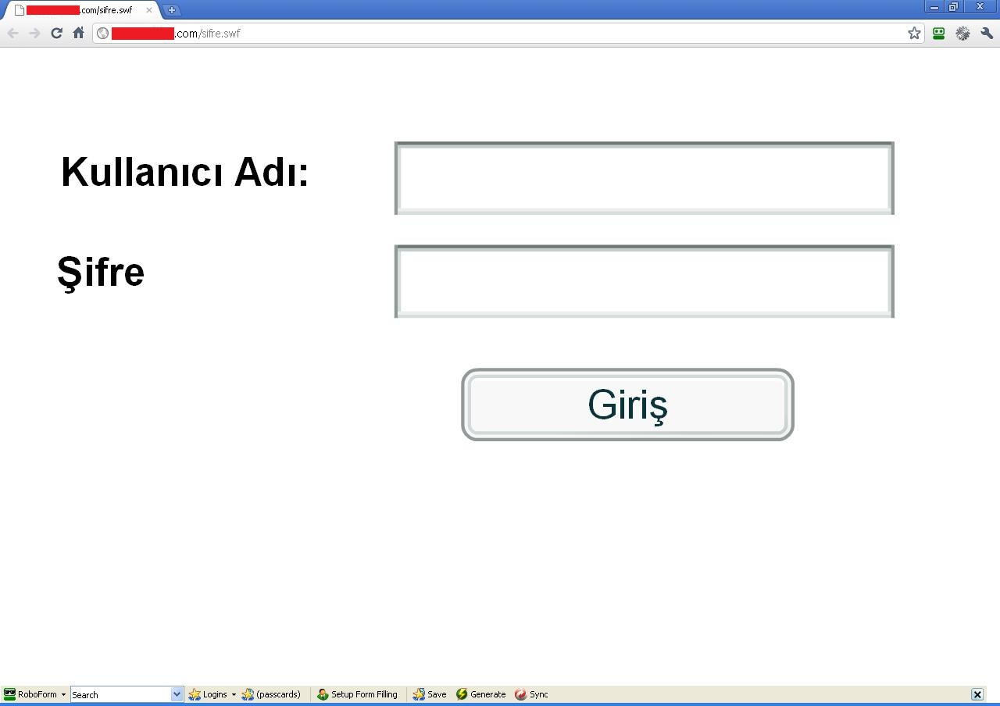 .com/sifre.swf
.com/sifre.swf
Kullanıcı Adı:
Şifre
Giriş
RoboForm Search Logins (passcards) Setup Form Filling Save Generate Sync